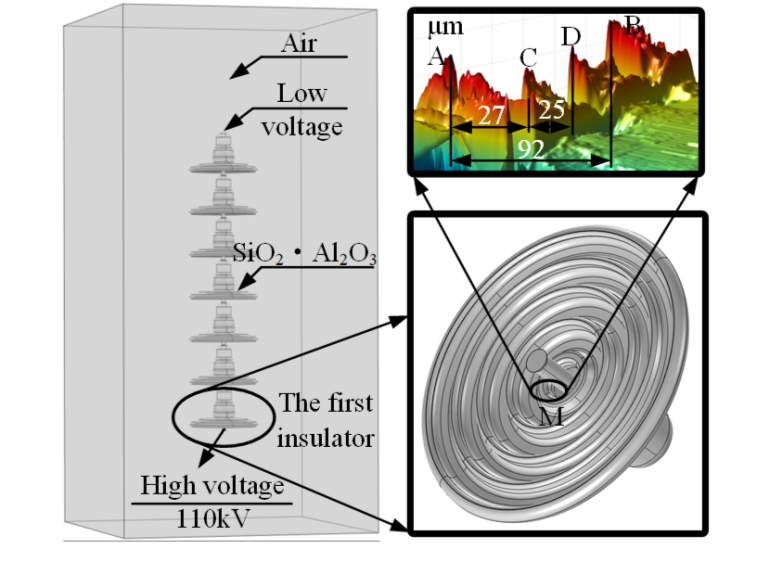 Air
Low
voltage
SiO₂・Al₂O₃
The first
insulator
High voltage
110kV
μm
A
C
D
B
27
25
92
M